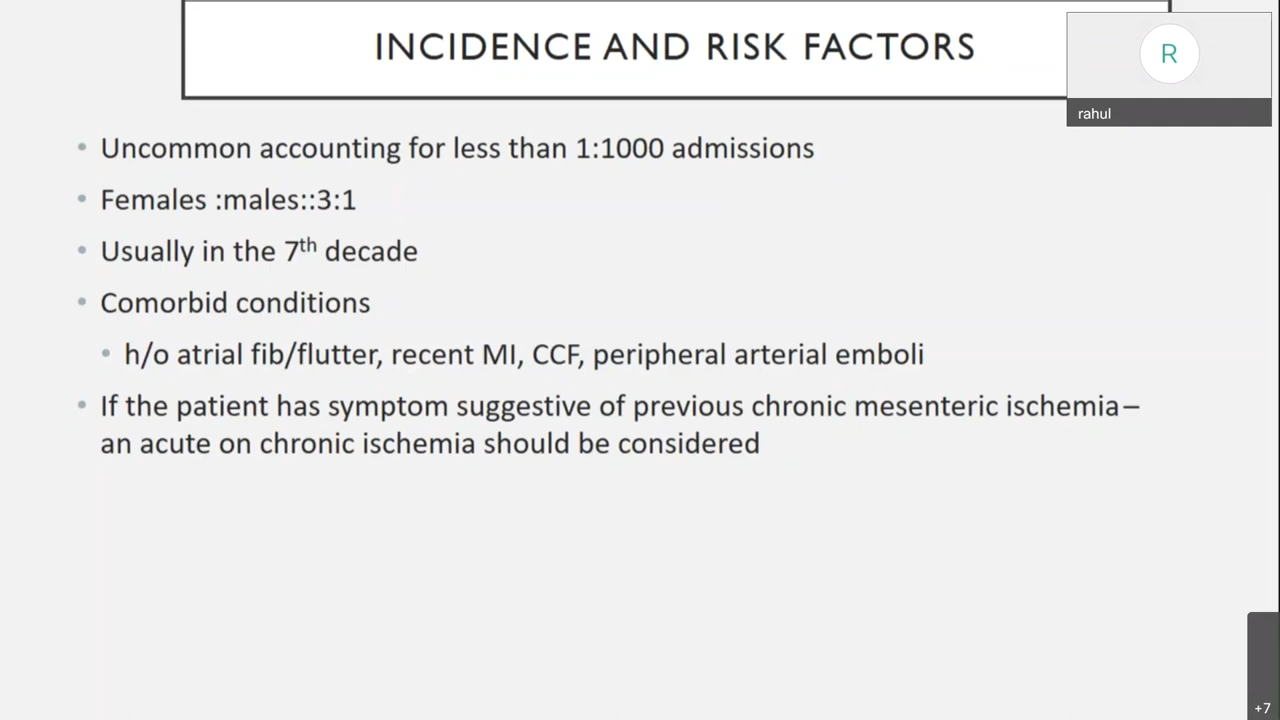 INCIDENCE AND RISK FACTORS
R
rahul
• Uncommon accounting for less than 1:1000 admissions
• Females :males::3:1
• Usually in the 7th decade
• Comorbid conditions
• h/o atrial fib/flutter, recent MI, CCF, peripheral arterial emboli
• If the patient has symptom suggestive of previous chronic mesenteric ischemia–
an acute on chronic ischemia should be considered
+7